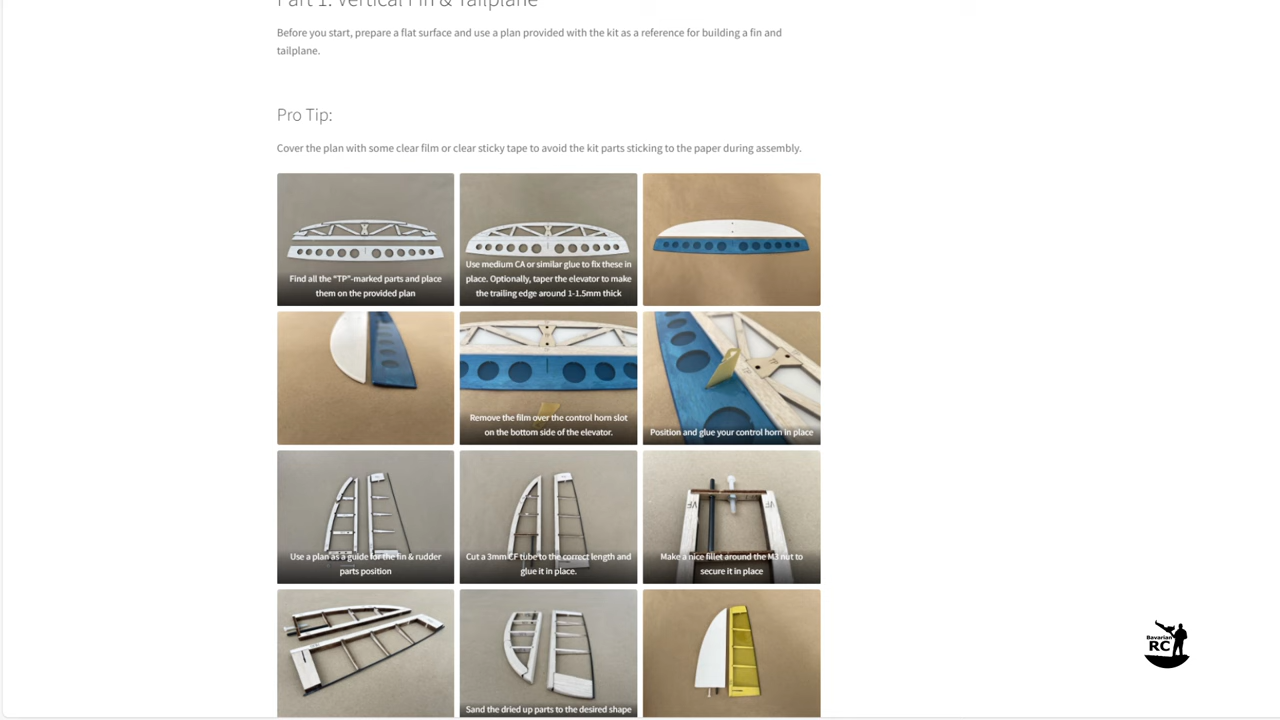 Part 1: Vertical Fin & Tailplane
Before you start, prepare a flat surface and use a plan provided with the kit as a reference for building a fin and
tailplane.
Pro Tip:
Cover the plan with some clear film or clear sticky tape to avoid the kit parts sticking to the paper during assembly.
Find all the "TP"-marked parts and place
them on the provided plan
Use medium CA or similar glue to fix these in
place. Optionally, taper the elevator to make
the trailing edge around 1-1.5mm thick
Remove the film over the control horn slot
on the bottom side of the elevator.
Position and glue your control horn in place
Use a plan as a guide for the fin & rudder
parts position
Cut a 3mm CF tube to the correct length and
glue it in place.
Make a nice fillet around the M3 nut to
secure it in place
VF
VF
Sand the dried up parts to the desired shape
Bavarian
RC